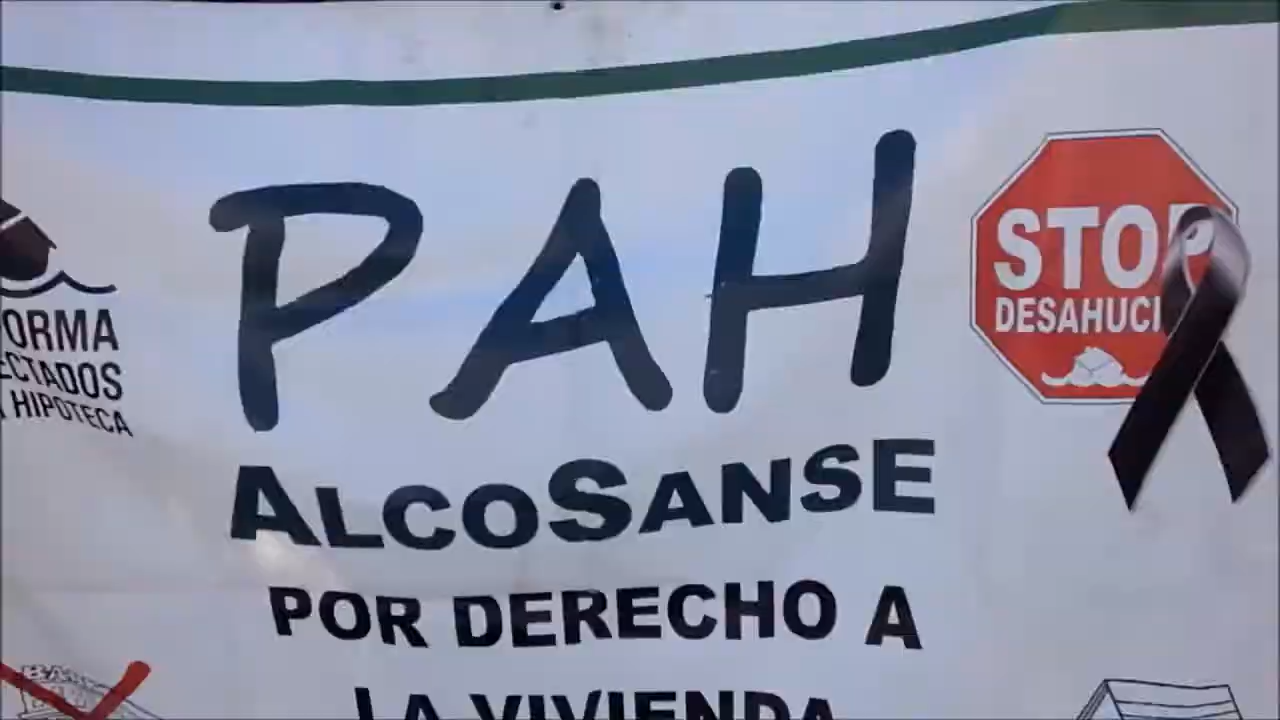 PAH
STOP
DESAHUCI
ORMA
ECTADOS
HIPOTECA
ALCOSANSE
POR DERECHO A
LA VIVIENDA